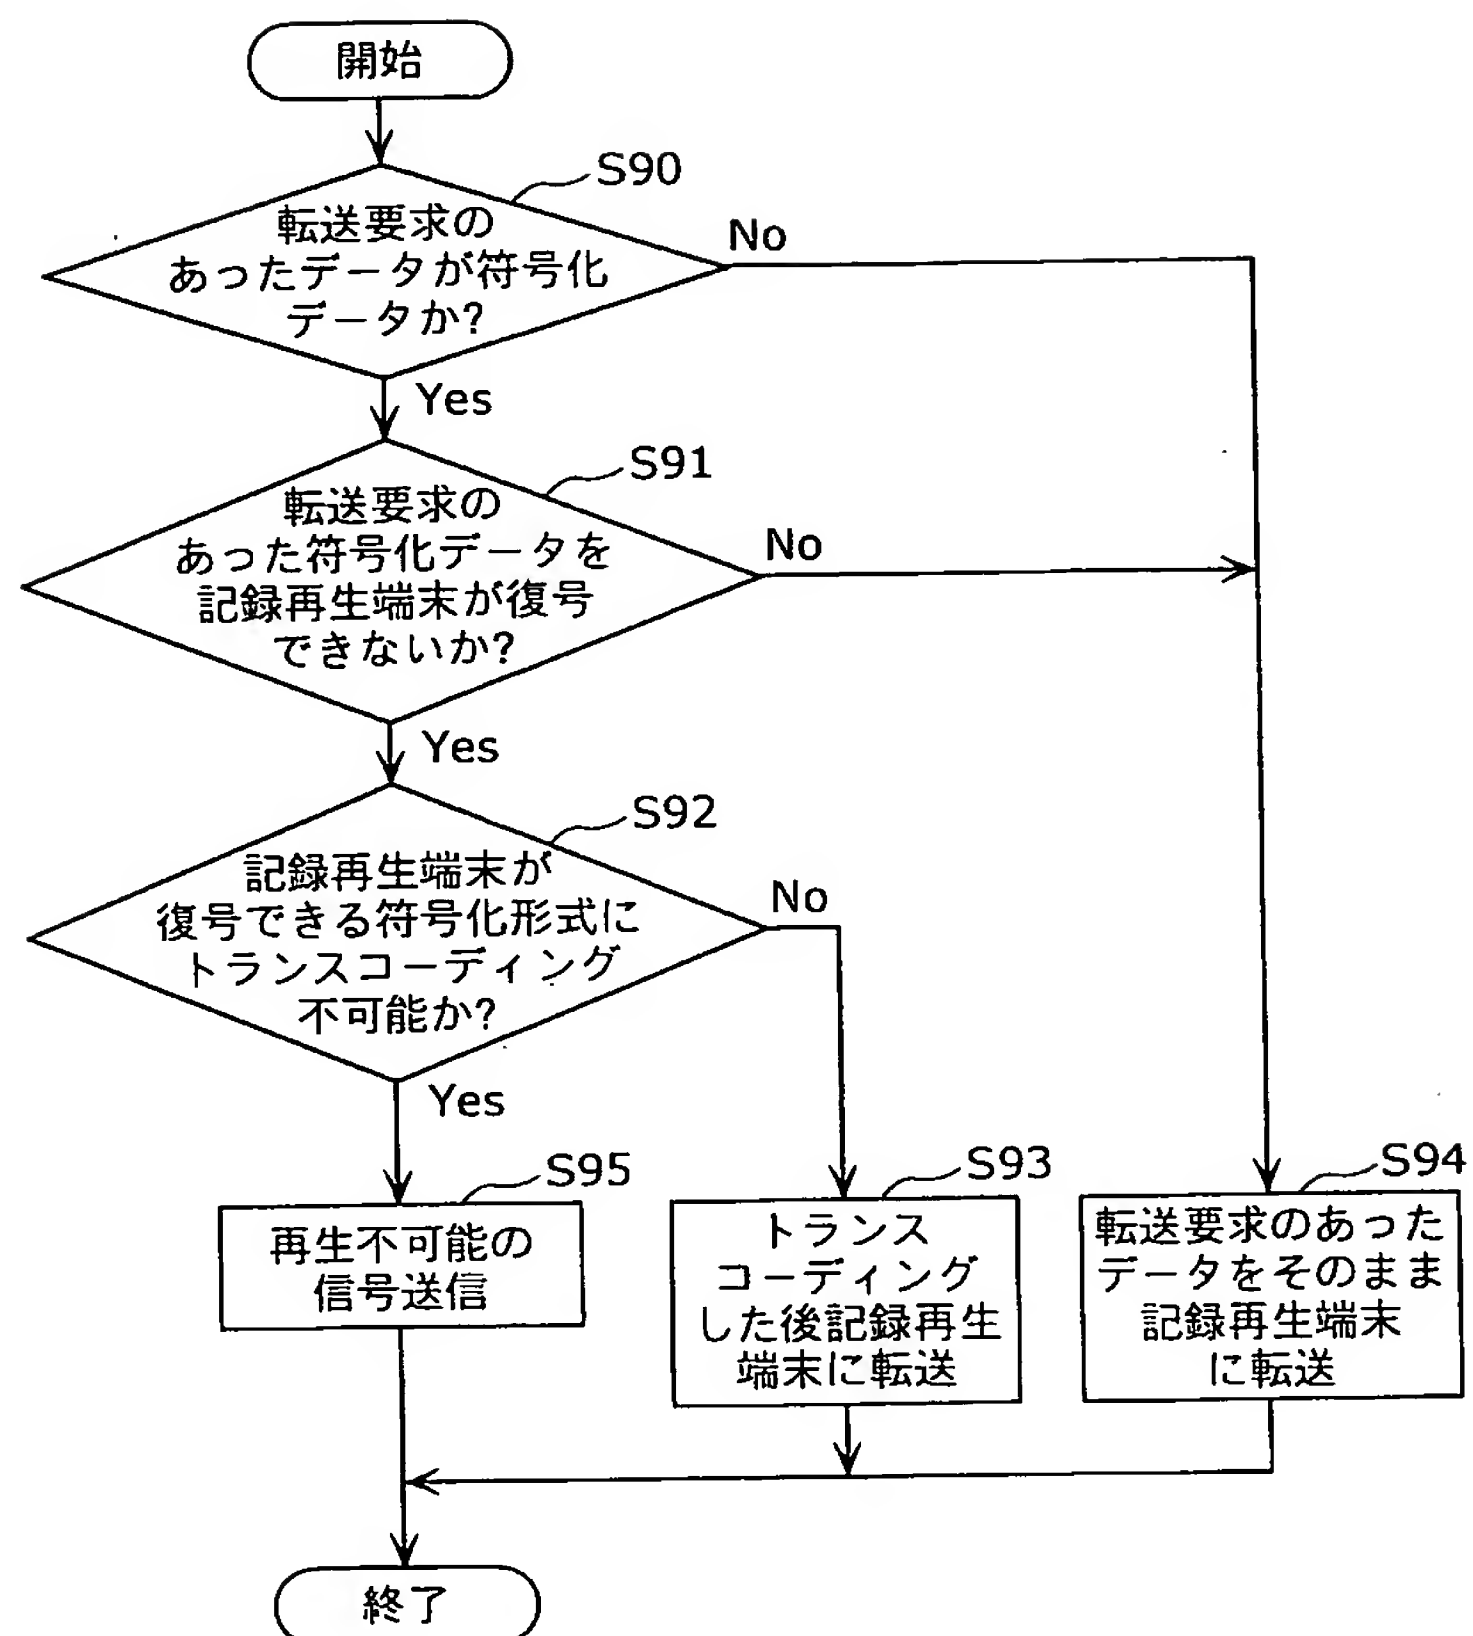 開始
S90
転送要求の
あったデータが符号化
データか?
No
Yes
S91
転送要求の
あった符号化データを
記録再生端末が復号
できないか?
No
Yes
S92
記録再生端末が
復号できる符号化形式に
トランスコーディング
不可能か?
No
Yes
S95
再生不可能の
信号送信
S93
トランス
コーディング
した後記録再生
端末に転送
S94
転送要求のあった
データをそのまま
記録再生端末
に転送
終了